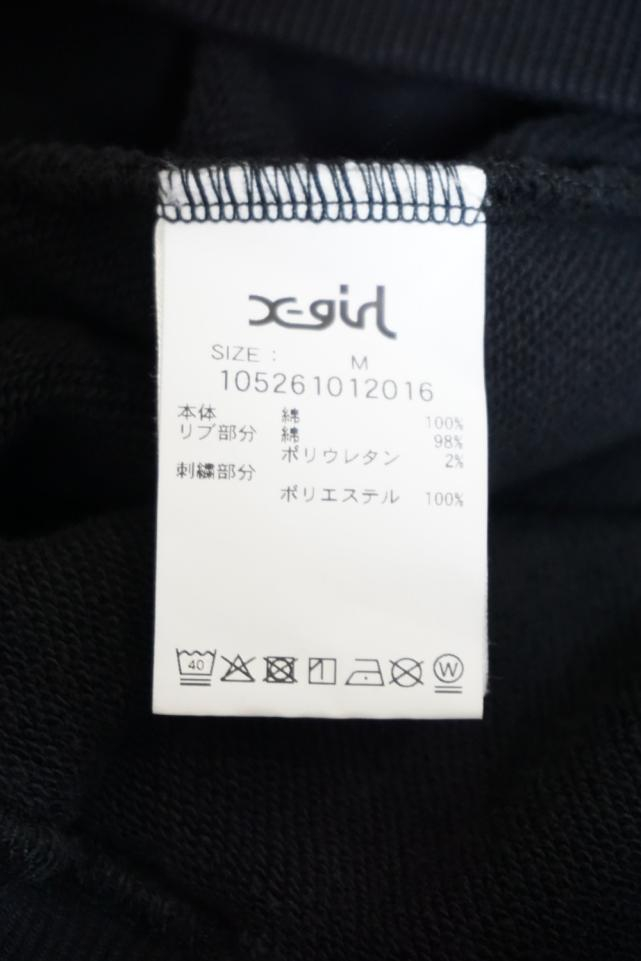 X-girl
SIZE : M
105261012016
本体 綿 100%
リブ部分 綿 98%
ポリウレタン 2%
刺繍部分
ポリエステル 100%
40
W